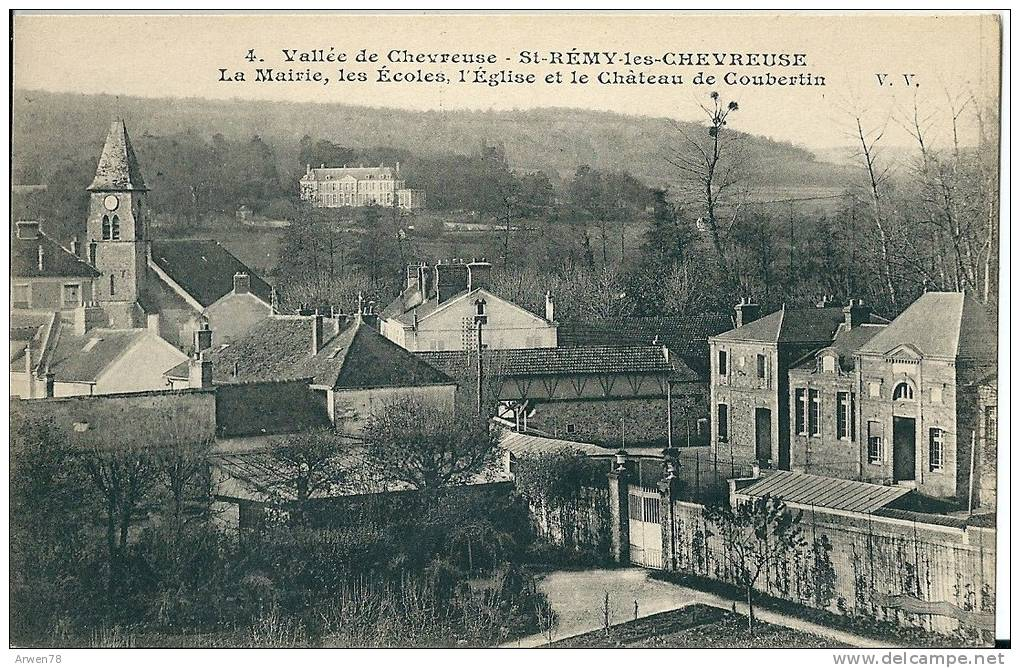 4. Vallée de Chevreuse - St-RÉMY-les-CHEVREUSE
La Mairie, les Écoles, l'Église et le Château de Coubertin V. V.
Arwen78
www.delcampe.net